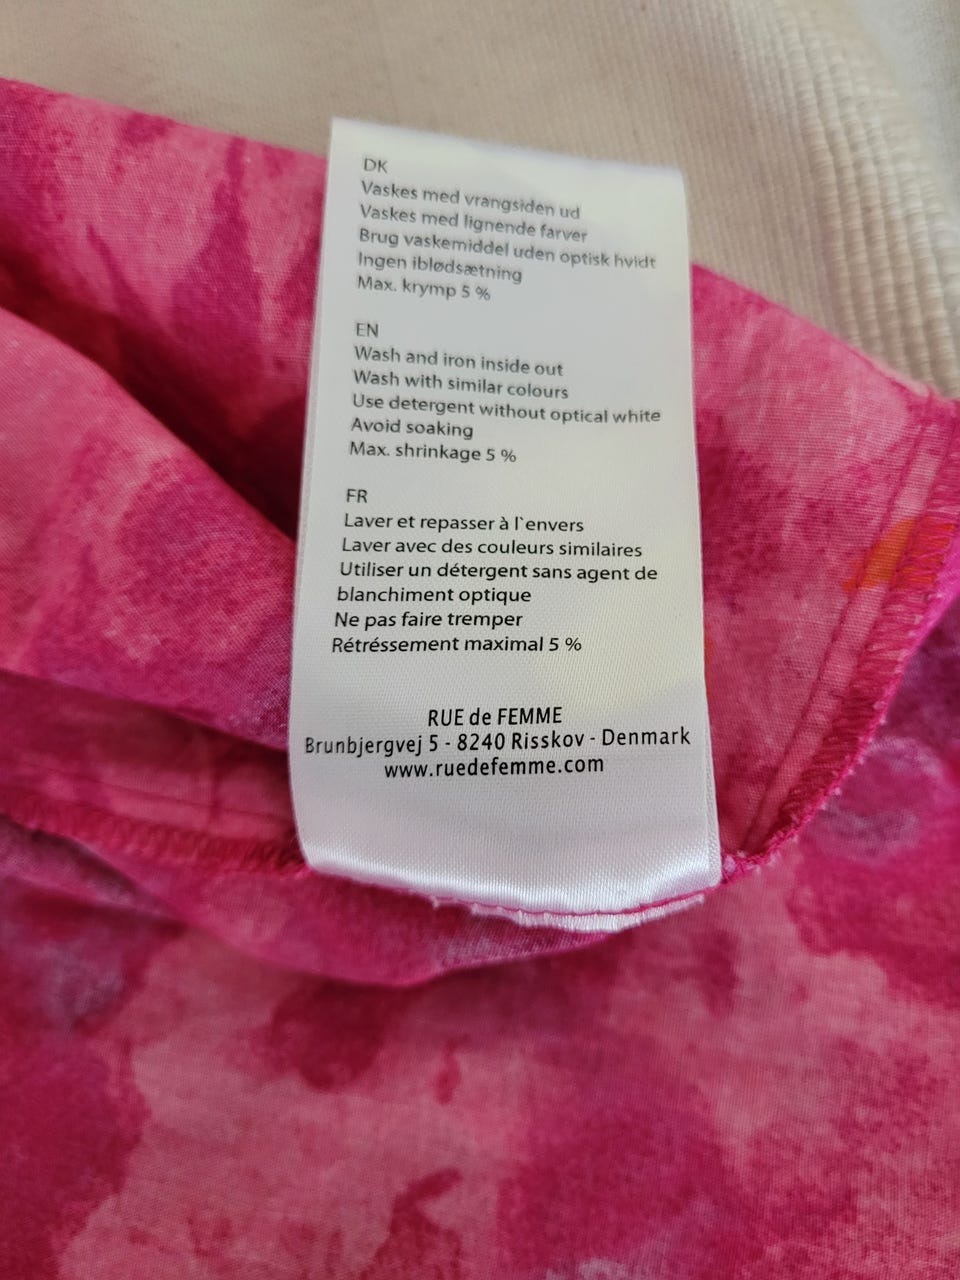 DK
Vaskes med vrangsiden ud
Vaskes med lignende farver
Brug vaskemiddel uden optisk hvidt
Ingen iblødsætning
Max. krymp 5 %
EN
Wash and iron inside out
Wash with similar colours
Use detergent without optical white
Avoid soaking
Max. shrinkage 5 %
FR
Laver et repasser à l`envers
Laver avec des couleurs similaires
Utiliser un détergent sans agent de
blanchiment optique
Ne pas faire tremper
Rétréssement maximal 5 %
RUE de FEMME
Brunbjergvej 5 - 8240 Risskov - Denmark
www.ruedefemme.com